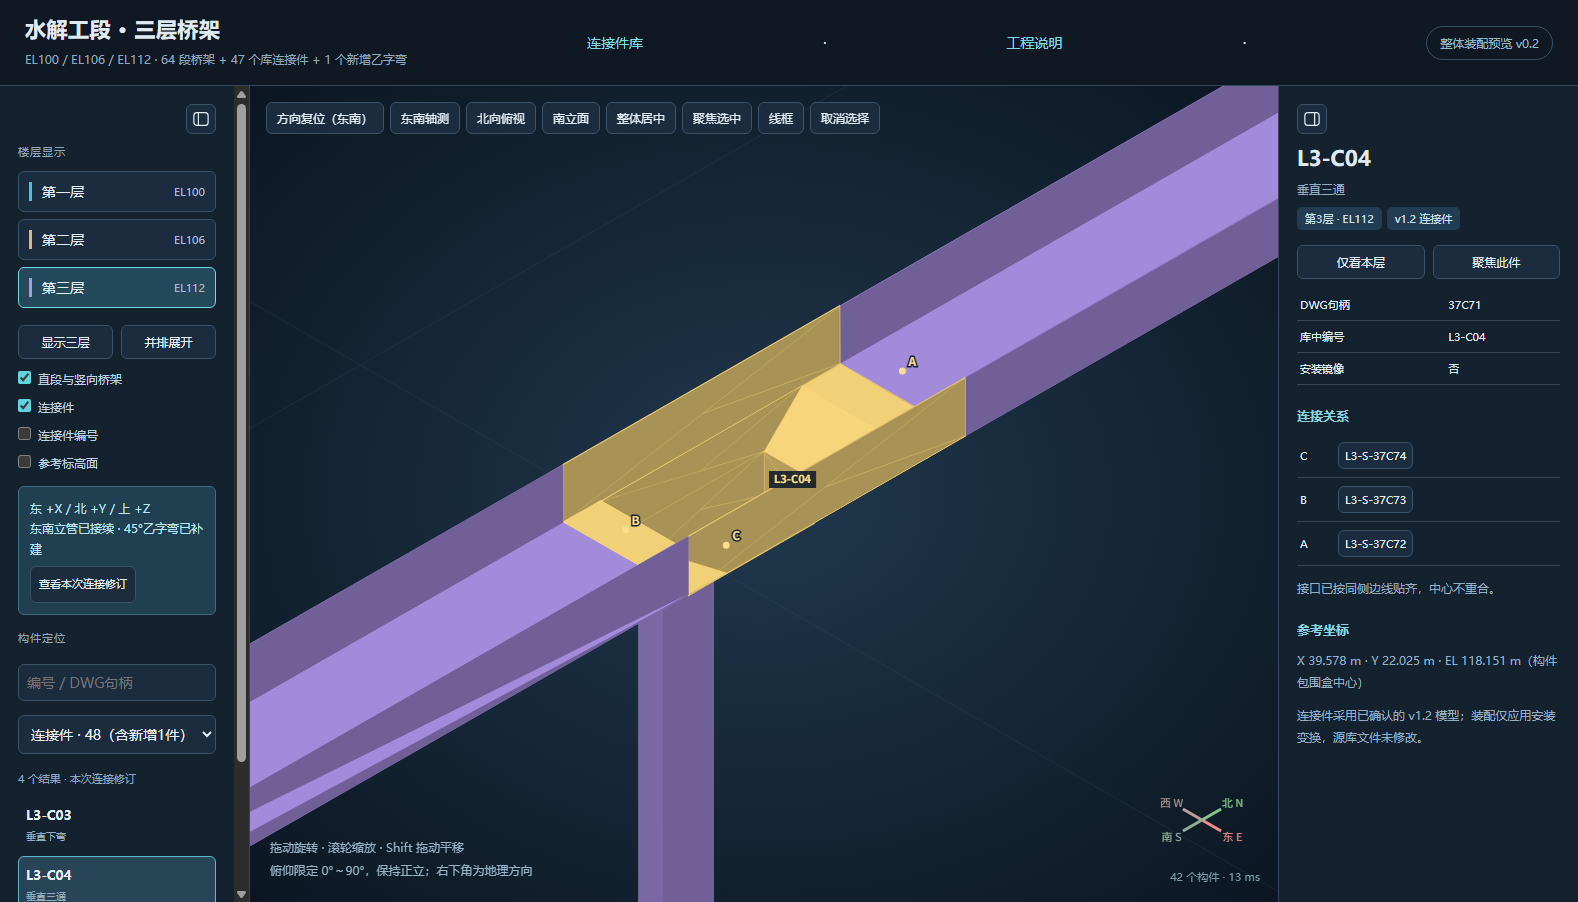 水解工段 • 三层桥架
EL100 / EL106 / EL112 · 64 段桥架 + 47 个库连接件 + 1 个新增乙字弯
连接件库
·
工程说明
·
整体装配预览 v0.2
楼层显示
第一层 EL100
第二层 EL106
第三层 EL112
显示三层
并排展开
直段与竖向桥架
连接件
连接件编号
参考标高面
东 +X / 北 +Y / 上 +Z
东南立管已接续 · 45°乙字弯已补
建
查看本次连接修订
构件定位
编号 / DWG句柄
连接件 · 48（含新增1件）
4 个结果 · 本次连接修订
L3-C03
垂直下弯
L3-C04
垂直三通
方向复位（东南）
东南轴测
北向俯视
南立面
整体居中
聚焦选中
线框
取消选择
A
L3-C04
B
C
拖动旋转 · 滚轮缩放 · Shift 拖动平移
俯仰限定 0°～90°，保持正立；右下角为地理方向
西 W
北 N
南 S
东 E
42 个构件 · 13 ms
L3-C04
垂直三通
第3层 · EL112
v1.2 连接件
仅看本层
聚焦此件
DWG句柄 37C71
库中编号 L3-C04
安装镜像 否
连接关系
C L3-S-37C74
B L3-S-37C73
A L3-S-37C72
接口已按同侧边线贴齐，中心不重合。
参考坐标
X 39.578 m · Y 22.025 m · EL 118.151 m（构件
包围盒中心）
连接件采用已确认的 v1.2 模型；装配仅应用安装
变换，源库文件未修改。